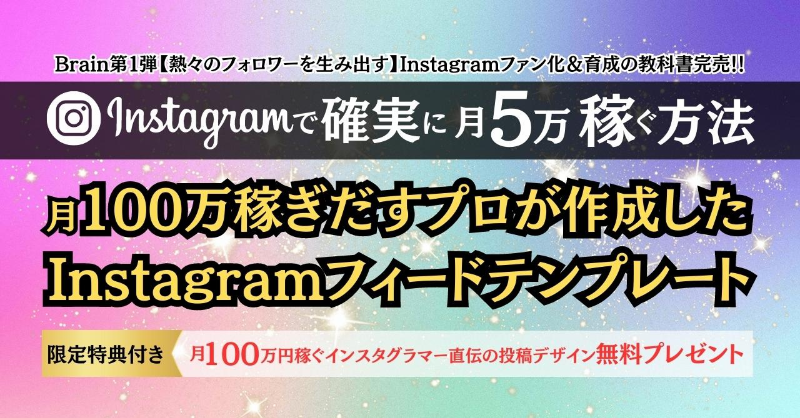 Brain第1弾【熱々のフォロワーを生み出す】Instagramファン化&育成の教科書完売!!
Instagramで確実に月5万稼ぐ方法
月100万稼ぎだすプロが作成した
Instagramフィードテンプレート
限定特典付き 月100万円稼ぐインスタグラマー直伝の投稿デザイン無料プレゼント